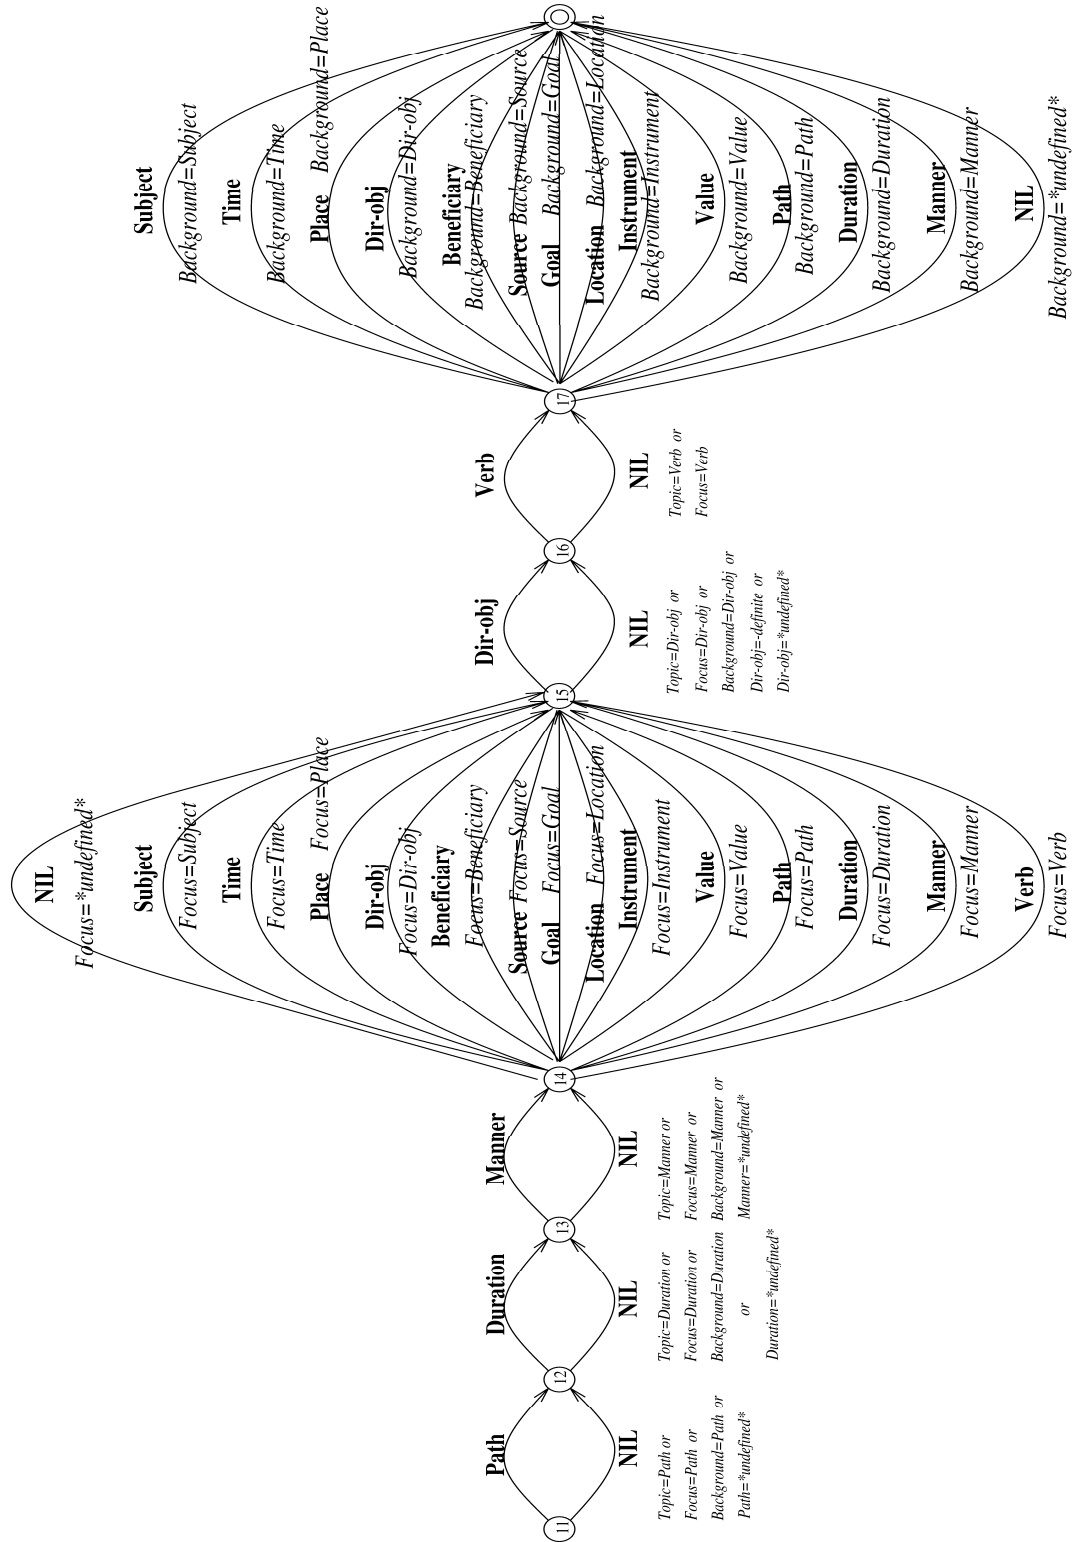 11
Path
NIL
Topic=Path or
Focus=Path or
Background=Path or
Path=*undefined*
12
Duration
NIL
Topic=Duration or
Focus=Duration or
Background=Duration
or
Duration=*undefined*
13
Manner
NIL
Topic=Manner or
Focus=Manner or
Background=Manner or
Manner=*undefined*
14
NIL
Focus=*undefined*
Subject
Focus=Subject
Time
Focus=Time
Place Focus=Place
Dir-obj
Focus=Dir-obj
Beneficiary
Focus=Beneficiary
Source Focus=Source
Goal Focus=Goal
Location Focus=Location
Instrument
Focus=Instrument
Value
Focus=Value
Path
Focus=Path
Duration
Focus=Duration
Manner
Focus=Manner
Verb
Focus=Verb
15
Dir-obj
NIL
Topic=Dir-obj or
Focus=Dir-obj or
Background=Dir-obj or
Dir-obj=-definite or
Dir-obj=*undefined*
16
Verb
NIL
Topic=Verb or
Focus=Verb
17
Subject
Background=Subject
Time
Background=Time
Place Background=Place
Dir-obj
Background=Dir-obj
Beneficiary
Background=Beneficiary
Source Background=Source
Goal Background=Goal
Location Background=Location
Instrument
Background=Instrument
Value
Background=Value
Path
Background=Path
Duration
Background=Duration
Manner
Background=Manner
NIL
Background=*undefined*